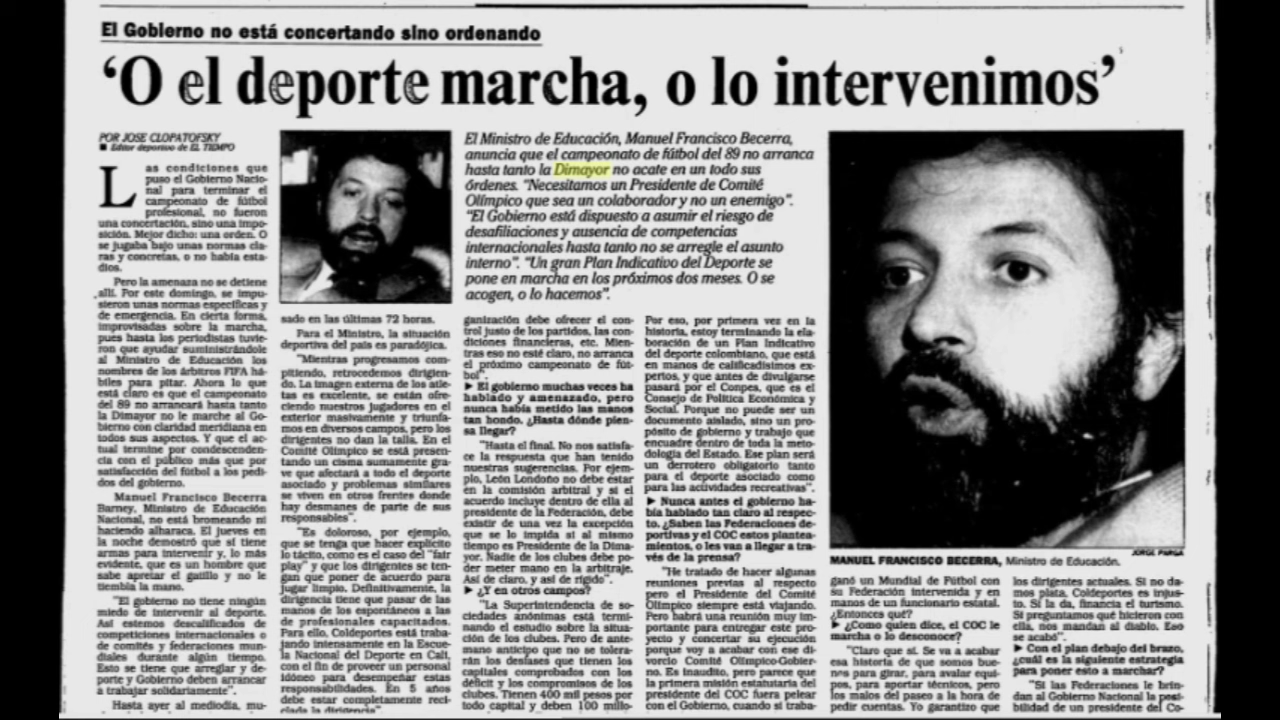 El Gobierno no está concertando sino ordenando
‘O el deporte marcha, o lo intervenimos’
POR JOSE CLOPATOFSKY
■ Editor deportivo de EL TIEMPO
Las condiciones que
puso el Gobierno Nacio-
nal para terminar el
campeonato de fútbol
profesional, no fueron
una concertación, sino una impo-
sición. Mejor dicho: una orden. O
se jugaba bajo unas normas cla-
ras y concretas, o no había esta-
dios.
Pero la amenaza no se detiene
allí. Por este domingo, se impu-
sieron unas normas específicas y
de emergencia. En cierta forma,
improvisadas sobre la marcha,
pues hasta los periodistas tuvie-
ron que ayudar suministrándole
al Ministro de Educación los
nombres de los árbitros FIFA há-
biles para pitar. Ahora lo que
está claro es que el campeonato
del 89 no arrancará hasta tanto
la Dimayor no le marche al Go-
bierno con claridad meridiana en
todos sus aspectos. Y que el ac-
tual termine por condescenden-
cia con el público más que por
satisfacción del fútbol a los pedi-
dos del gobierno.
Manuel Francisco Becerra
Barney, Ministro de Educación
Nacional, no está bromeando ni
haciendo alharaca. El jueves en
la noche demostró que sí tiene
armas para intervenir y, lo más
evidente, que es un hombre que
sabe apretar el gatillo y no le
tiembla la mano.
"El gobierno no tiene ningún
miedo de intervenir al deporte.
Así estemos descalificados de
competiciones internacionales o
de comités y federaciones mun-
diales durante algún tiempo.
Esto se tiene que arreglar y de-
porte y Gobierno deben arrancar
a trabajar solidariamente".
Hasta ayer al mediodía, mu-
sado en las últimas 72 horas.
Para el Ministro, la situación
deportiva del país es paradójica.
"Mientras progresamos com-
pitiendo, retrocedemos dirigien-
do. La imagen externa de los atle-
tas es excelente, se están ofre-
ciendo nuestros jugadores en el
exterior masivamente y triunfa-
mos en diversos campos, pero los
dirigentes no dan la talla. En el
Comité Olímpico se está presen-
tando un cisma sumamente gra-
ve que afectará a todo el deporte
asociado y problemas similares
se viven en otros frentes donde
hay desmanes de parte de sus
responsables".
"Es doloroso, por ejemplo,
que se tenga que hacer explícito
lo tácito, como es el caso del "fair
play" y que los dirigentes se ten-
gan que poner de acuerdo para
jugar limpio. Definitivamente, la
dirigencia tiene que pasar de las
manos de los espontáneos a las
de profesionales capacitados.
Para ello, Coldeportes está traba-
jando intensamente en la Escue-
la Nacional del Deporte en Cali,
con el fin de proveer un personal
idóneo para desempeñar estas
responsabilidades. En 5 años
debe estar completamente reci-
clada la dirigencia"
El Ministro de Educación, Manuel Francisco Becerra,
anuncia que el campeonato de fútbol del 89 no arranca
hasta tanto la Dimayor no acate en un todo sus
órdenes. "Necesitamos un Presidente de Comité
Olímpico que sea un colaborador y no un enemigo".
"El Gobierno está dispuesto a asumir el riesgo de
desafiliaciones y ausencia de competencias
internacionales hasta tanto no se arregle el asunto
interno". "Un gran Plan Indicativo del Deporte se
pone en marcha en los próximos dos meses. O se
acogen, o lo hacemos".
ganización debe ofrecer el con-
trol justo de los partidos, las con-
diciones financieras, etc. Mien-
tras eso no esté claro, no arranca
el próximo campeonato de fút-
bol".
▶ El gobierno muchas veces ha
hablado y amenazado, pero
nunca había metido las manos
tan hondo. ¿Hasta dónde pien-
sa llegar?
"Hasta el final. No nos satisfa-
ce la respuesta que han tenido
nuestras sugerencias. Por ejem-
plo, León Londoño no debe estar
en la comisión arbitral y si el
acuerdo incluye dentro de ella al
presidente de la Federación, debe
existir de una vez la excepción
que se lo impida si al mismo
tiempo es Presidente de la Dima-
yor. Nadie de los clubes debe po-
der meter mano en la arbitraje.
Así de claro, y así de rígido".
▶ ¿Y en otros campos?
"La Superintendencia de so-
ciedades anónimas está termi-
nando el estudio sobre la situa-
ción de los clubes. Pero de ante-
mano anticipo que no se tolera-
rán los desfases que tienen los
capitales comprobados con los
déficit y los compromisos de los
clubes. Tienen 400 mil pesos por
todo capital y deben 100 millo-
Por eso, por primera vez en la
historia, estoy terminando la ela-
boración de un Plan Indicativo
del deporte colombiano, que está
en manos de calificadísimos ex-
pertos, y que antes de divulgarse
pasará por el Conpes, que es el
Consejo de Política Económica y
Social. Porque no puede ser un
documento aislado, sino un pro-
pósito de gobierno y trabajo que
encuadre dentro de toda la meto-
dología del Estado. Ese plan será
un derrotero obligatorio tanto
para el deporte asociado como
para las actividades recreativas".
▶ Nunca antes el gobierno ha-
bía hablado tan claro al respec-
to. ¿Saben las Federaciones de-
portivas y el COC estos plantea-
mientos, o les van a llegar a tra-
vés de la prensa?
"He tratado de hacer algunas
reuniones previas al respecto
pero el Presidente del Comité
Olímpico siempre está viajando.
Pero habrá una reunión muy im-
portante para entregar este pro-
yecto y concertar su ejecución
porque voy a acabar con ese di-
vorcio Comité Olímpico-Gobier-
no. Es inaudito, pero parece que
la primera misión estatutaria del
presidente del COC fuera pelear
con el Gobierno, cuando si traba-
JORGE PARGA
MANUEL FRANCISCO BECERRA, Ministro de Educación.
ganó un Mundial de Fútbol con
su Federación intervenida y en
manos de un funcionario estatal.
¿Entonces qué?
▶ ¿Como quien dice, el COC le
marcha o lo desconoce?
"Claro que sí. Se va a acabar
esa historia de que somos bue-
nos para girar, para avalar equi-
pos, para aportar técnicos, pero
los malos del paseo a la hora de
pedir cuentas. Yo garantizo que
los dirigentes actuales. Si no da-
mos plata, Coldeportes es injus-
to. Si la da, financia el turismo.
Si preguntamos qué hicieron con
ella, nos mandan al diablo. Eso
se acabó".
▶ Con el plan debajo del brazo,
¿cuál es la siguiente estrategia
para poner esto a marchar?
"Si las Federaciones le brin-
dan al Gobierno Nacional la posi-
bilidad de un presidente del Co-